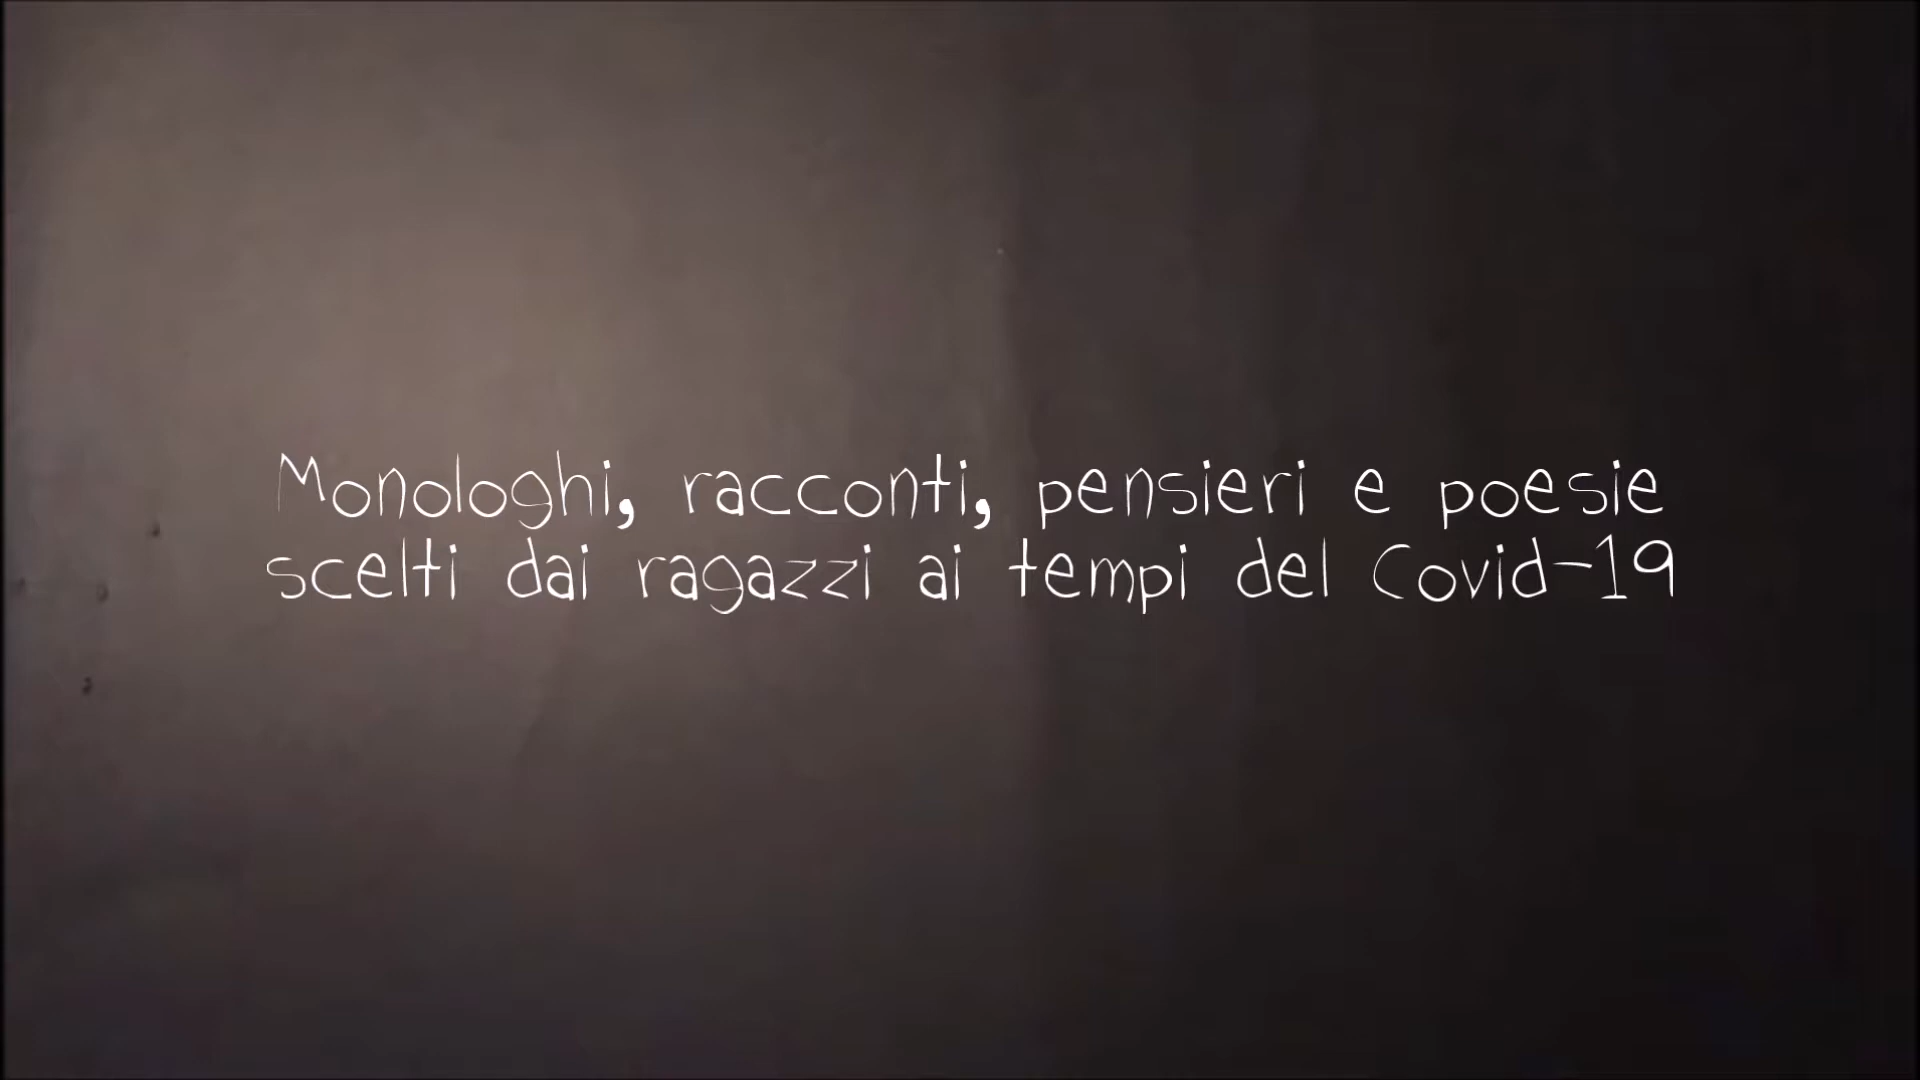 Monologhi, racconti, pensieri e poesie
scelti dai ragazzi ai tempi del Covid-19